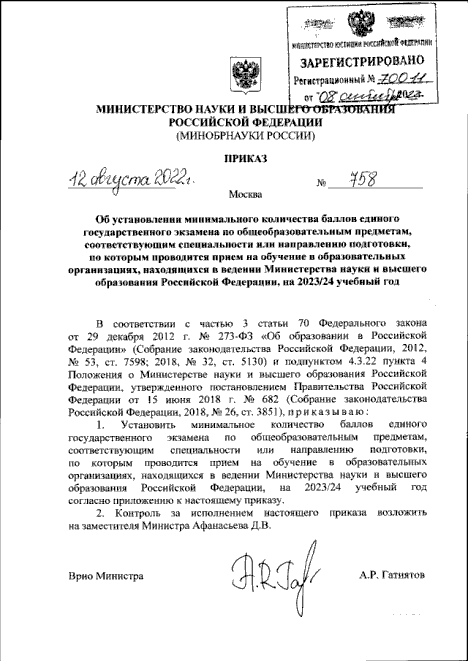 МИНИСТЕРСТВО ЮСТИЦИИ РОССИЙСКОЙ ФЕДЕРАЦИИ
ЗАРЕГИСТРИРОВАНО
Регистрационный № 70011
от "08 сентября 2022
МИНИСТЕРСТВО НАУКИ И ВЫСШЕГО ОБРАЗОВАНИЯ
РОССИЙСКОЙ ФЕДЕРАЦИИ
(МИНОБРНАУКИ РОССИИ)
ПРИКАЗ
12 августа 2022 г. № 758
Москва
Об установлении минимального количества баллов единого
государственного экзамена по общеобразовательным предметам,
соответствующим специальности или направлению подготовки,
по которым проводится прием на обучение в образовательных
организациях, находящихся в ведении Министерства науки и высшего
образования Российской Федерации, на 2023/24 учебный год
В соответствии с частью 3 статьи 70 Федерального закона
от 29 декабря 2012 г. № 273-ФЗ «Об образовании в Российской
Федерации» (Собрание законодательства Российской Федерации, 2012,
№ 53, ст. 7598; 2018, № 32, ст. 5130) и подпунктом 4.3.22 пункта 4
Положения о Министерстве науки и высшего образования Российской
Федерации, утвержденного постановлением Правительства Российской
Федерации от 15 июня 2018 г. № 682 (Собрание законодательства
Российской Федерации, 2018, № 26, ст. 3851), приказываю:
1. Установить минимальное количество баллов единого
государственного экзамена по общеобразовательным предметам,
соответствующим специальности или направлению подготовки,
по которым проводится прием на обучение в образовательных
организациях, находящихся в ведении Министерства науки и высшего
образования Российской Федерации, на 2023/24 учебный год
согласно приложению к настоящему приказу.
2. Контроль за исполнением настоящего приказа возложить
на заместителя Министра Афанасьева Д.В.
Врио Министра А.Р. Гатиятов